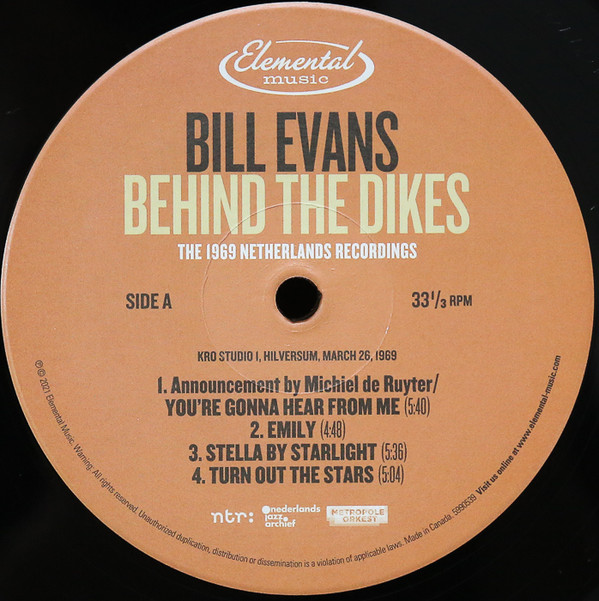 Elemental
music
BILL EVANS
BEHIND THE DIKES
THE 1969 NETHERLANDS RECORDINGS
SIDE A
33 1/3 RPM
KRO STUDIO 1, HILVERSUM, MARCH 26, 1969
1. Announcement by Michiel de Ruyter/
YOU'RE GONNA HEAR FROM ME (5:40)
2. EMILY (4:48)
3. STELLA BY STARLIGHT (5:36)
4. TURN OUT THE STARS (5:04)
ntr:
nederlands
jazz
archief
METROPOLE
ORKEST
℗ © 2021 Elemental Music. Warning: All rights reserved. Unauthorized duplication, distribution or dissemination is a violation of applicable laws. Made in Canada. 5990539 Visit us online at www.elemental-music.com